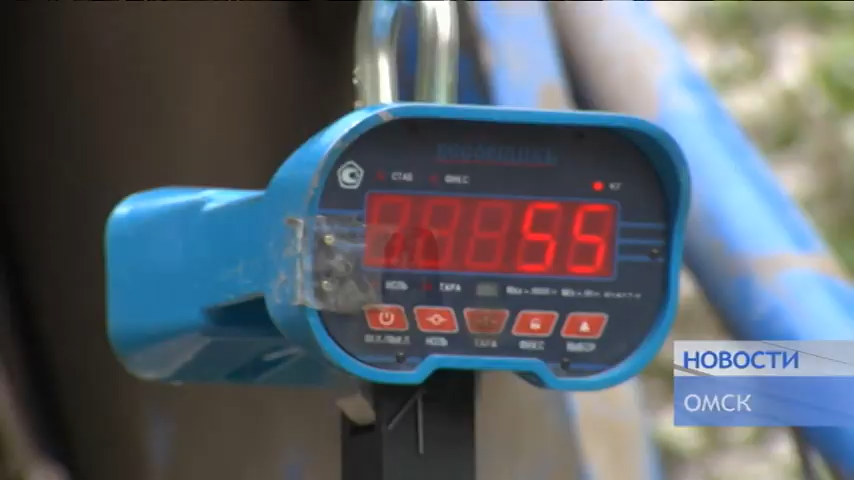 СТАБ ФИКС КГ
55
НОЛЬ ТАРА
ВКЛ/ВЫКЛ НОЛЬ ТАРА ФИКС ВЫБОР
НОВОСТИ
ОМСК